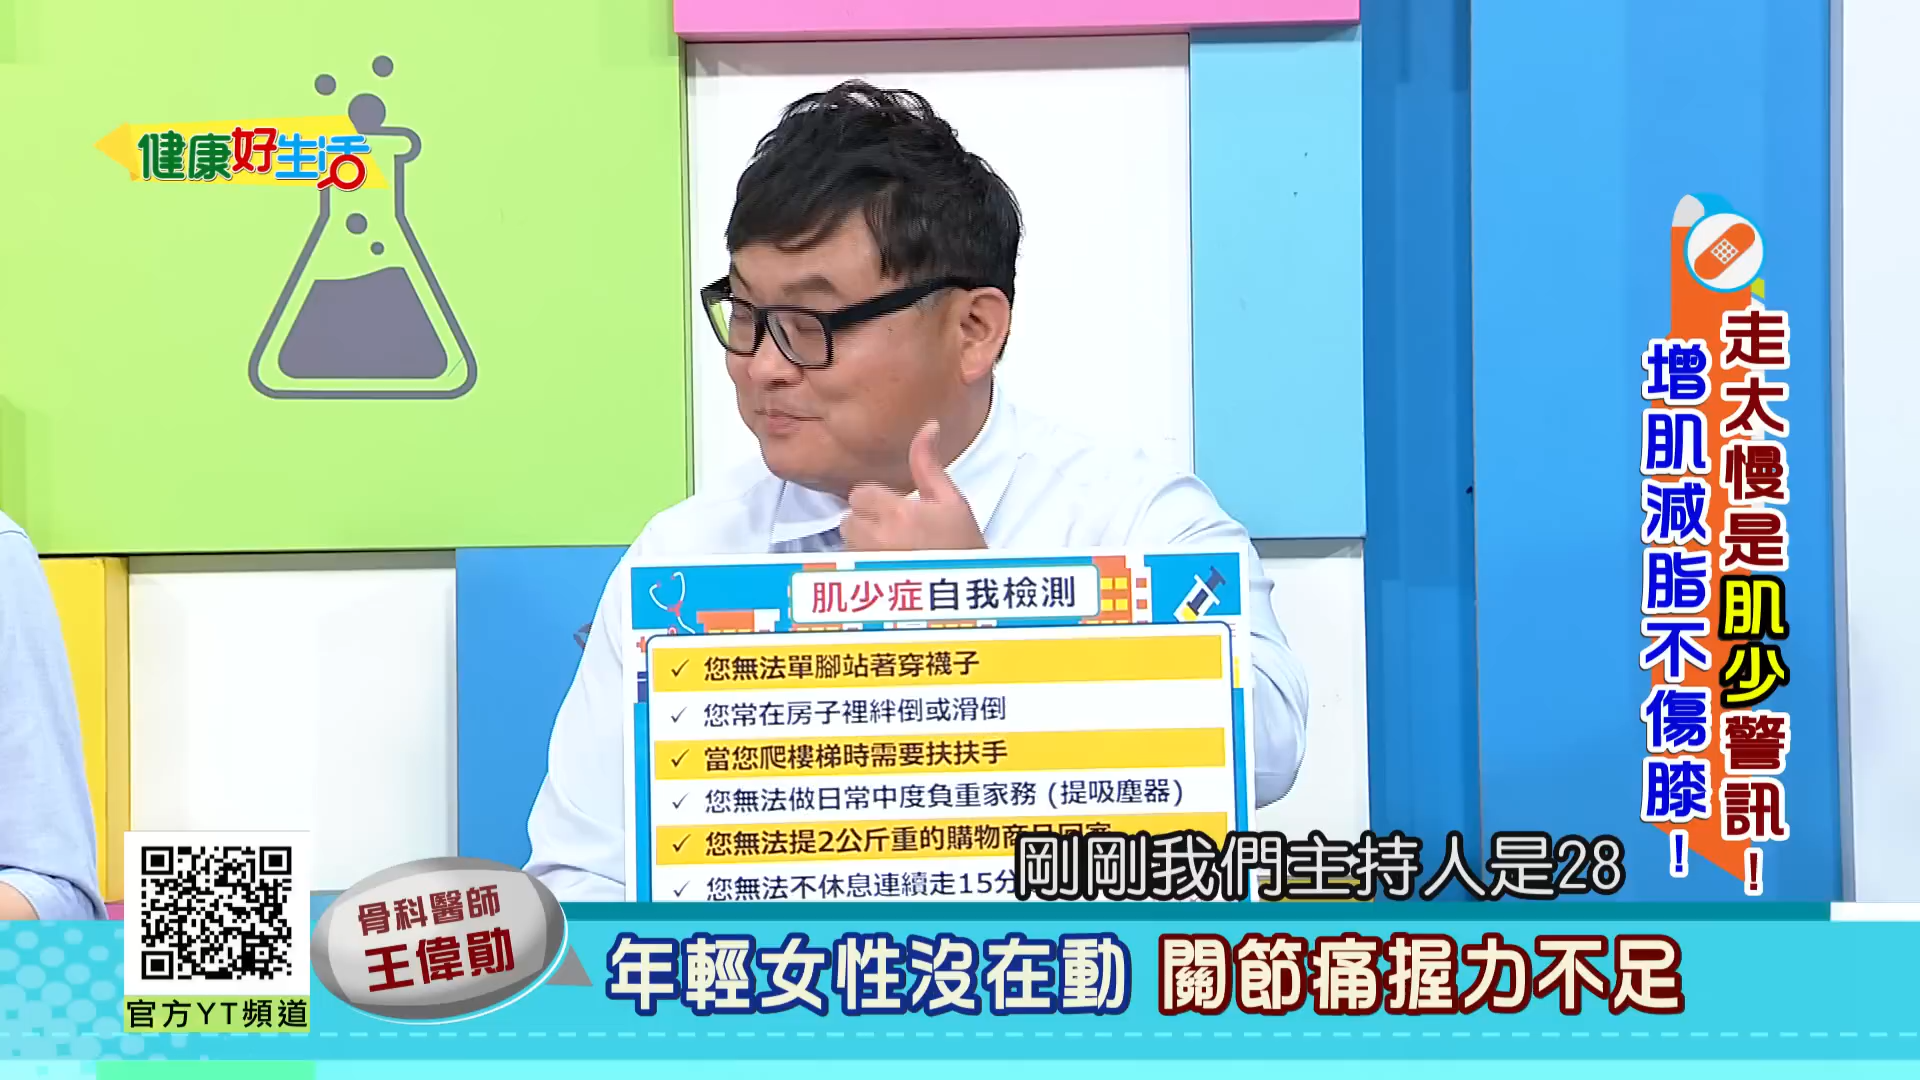 健康好生活
走太慢是肌少警訊！
增肌減脂不傷膝！
肌少症自我檢測
✓ 您無法單腳站著穿襪子
✓ 您常在房子裡絆倒或滑倒
✓ 當您爬樓梯時需要扶扶手
✓ 您無法做日常中度負重家務 (提吸塵器)
✓ 您無法提2公斤重的購物商品回家
✓ 您無法不休息連續走15分
剛剛我們主持人是28
骨科醫師
王偉勛
年輕女性沒在動 關節痛握力不足
官方YT頻道